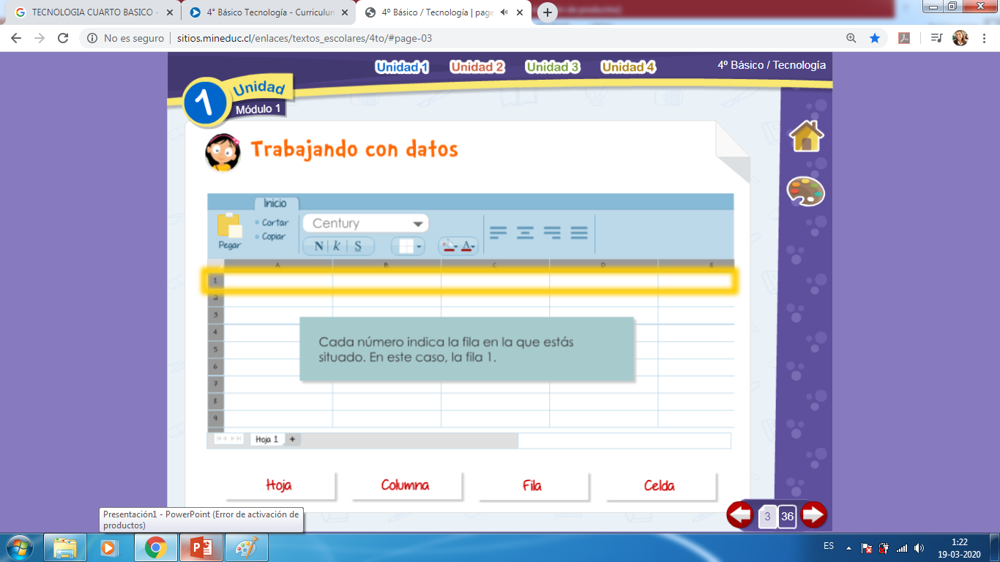 TECNOLOGIA CUARTO BASICO -
4° Básico Tecnología - Curriculum
4º Básico / Tecnología | page
No es seguro | sitios.mineduc.cl/enlaces/textos_escolares/4to/#page-03
Unidad 1 Unidad 2 Unidad 3 Unidad 4
4º Básico / Tecnología
1 Unidad
Módulo 1
Trabajando con datos
Inicio
Pegar
Cortar
Copiar
Century
N k S
A
A B C D E
1
2
3
4
5
6
7
8
9
Cada número indica la fila en la que estás
situado. En este caso, la fila 1.
Hoja 1 +
Hoja Columna Fila Celda
3 36
Presentación1 - PowerPoint (Error de activación de
productos)
ES
1:22
19-03-2020